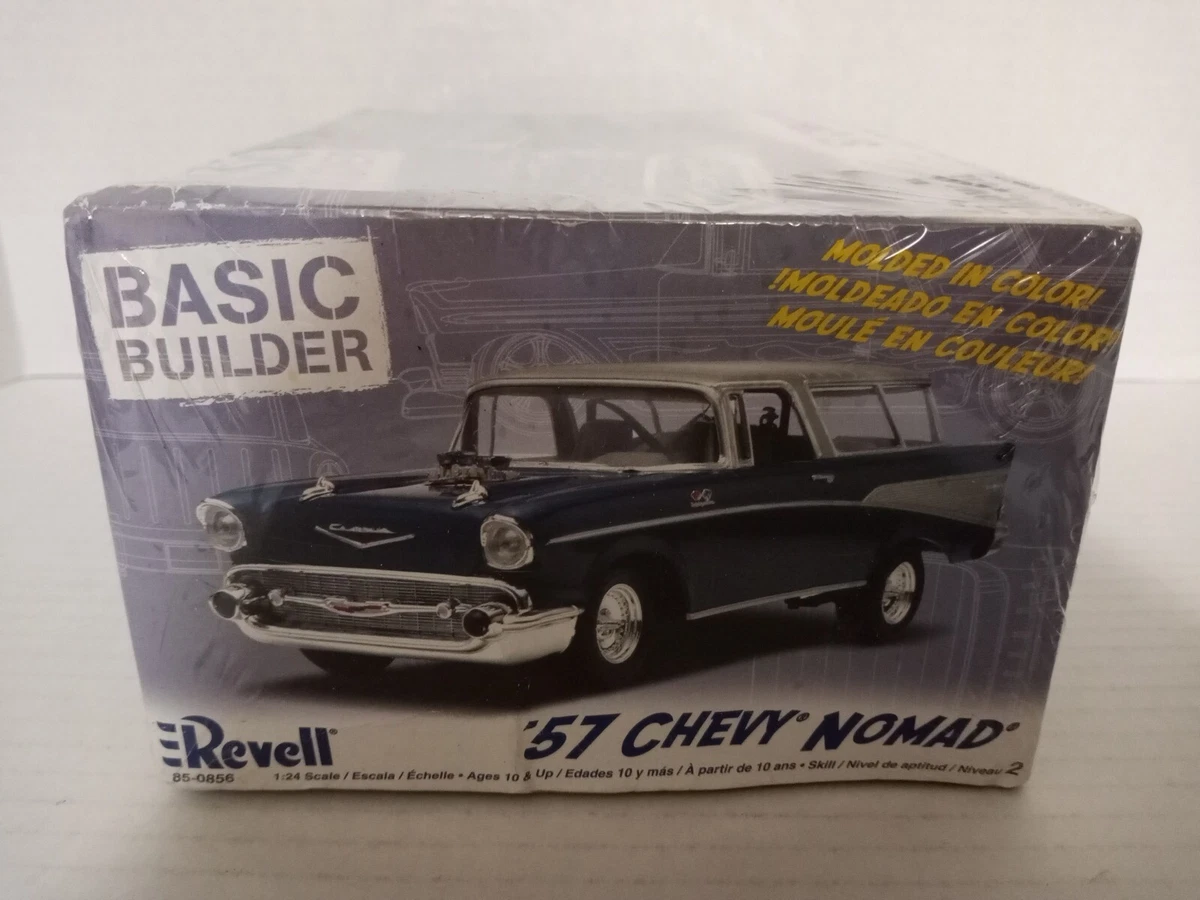 BASIC
BUILDER
MOLDED IN COLOR!
!MOLDEADO EN COLOR!
MOULÉ EN COULEUR!
Revell®
85-0856
'57 CHEVY® NOMAD®
1:24 Scale / Escala / Échelle • Ages 10 & Up / Edades 10 y más / À partir de 10 ans • Skill / Nivel de aptitud / Niveau 2